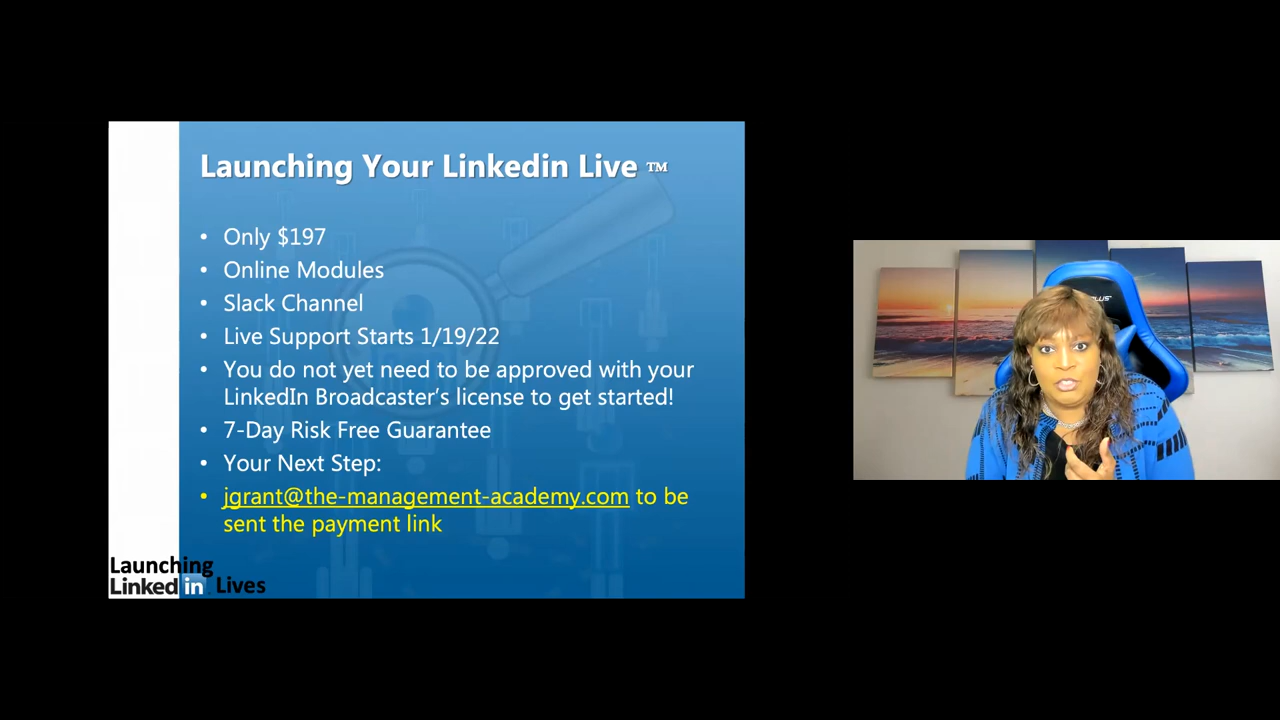 Launching Your Linkedin Live ™
• Only $197
• Online Modules
• Slack Channel
• Live Support Starts 1/19/22
• You do not yet need to be approved with your
LinkedIn Broadcaster’s license to get started!
• 7-Day Risk Free Guarantee
• Your Next Step:
• jgrant@the-management-academy.com to be
sent the payment link
Launching
Linked in Lives